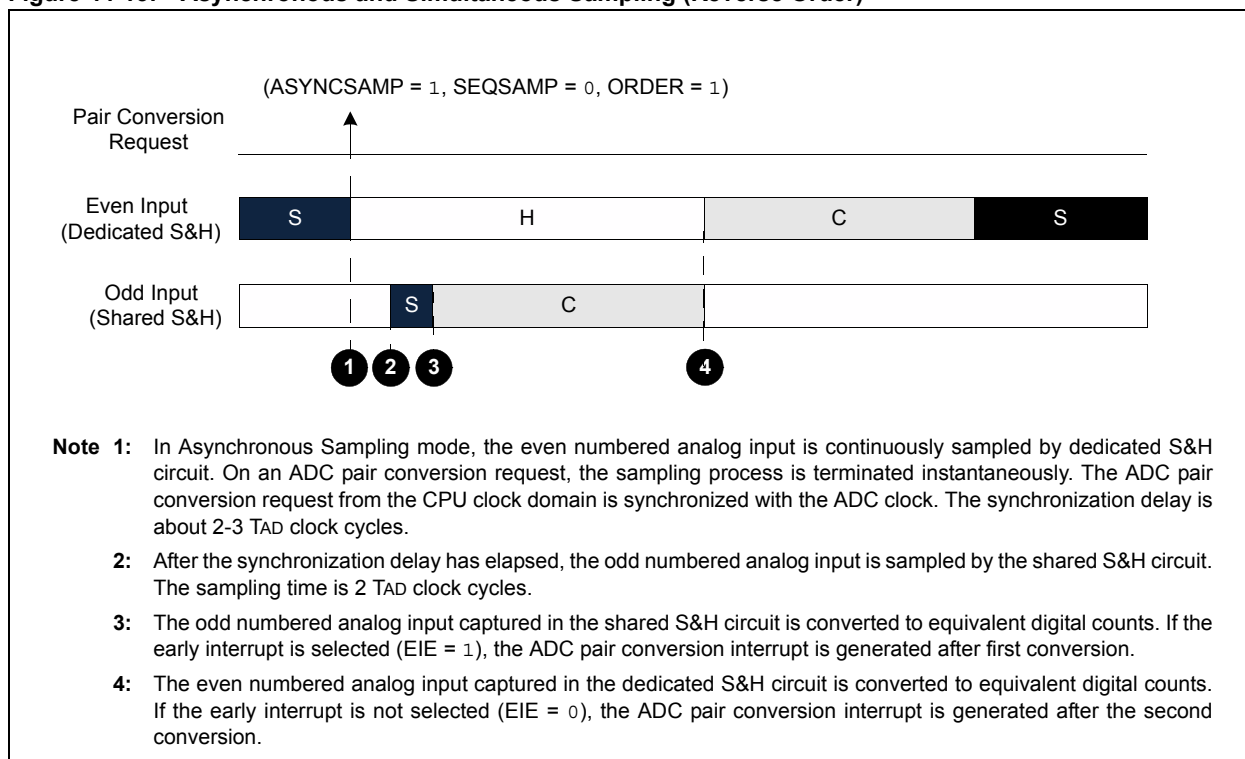 (ASYNCSAMP = 1, SEQSAMP = 0, ORDER = 1)
Pair Conversion
Request
Even Input
(Dedicated S&H)
S
H
C
S
Odd Input
(Shared S&H)
S
C
1
2
3
4
Note 1: In Asynchronous Sampling mode, the even numbered analog input is continuously sampled by dedicated S&H
circuit. On an ADC pair conversion request, the sampling process is terminated instantaneously. The ADC pair
conversion request from the CPU clock domain is synchronized with the ADC clock. The synchronization delay is
about 2-3 TAD clock cycles.
2: After the synchronization delay has elapsed, the odd numbered analog input is sampled by the shared S&H circuit.
The sampling time is 2 TAD clock cycles.
3: The odd numbered analog input captured in the shared S&H circuit is converted to equivalent digital counts. If the
early interrupt is selected (EIE = 1), the ADC pair conversion interrupt is generated after first conversion.
4: The even numbered analog input captured in the dedicated S&H circuit is converted to equivalent digital counts.
If the early interrupt is not selected (EIE = 0), the ADC pair conversion interrupt is generated after the second
conversion.